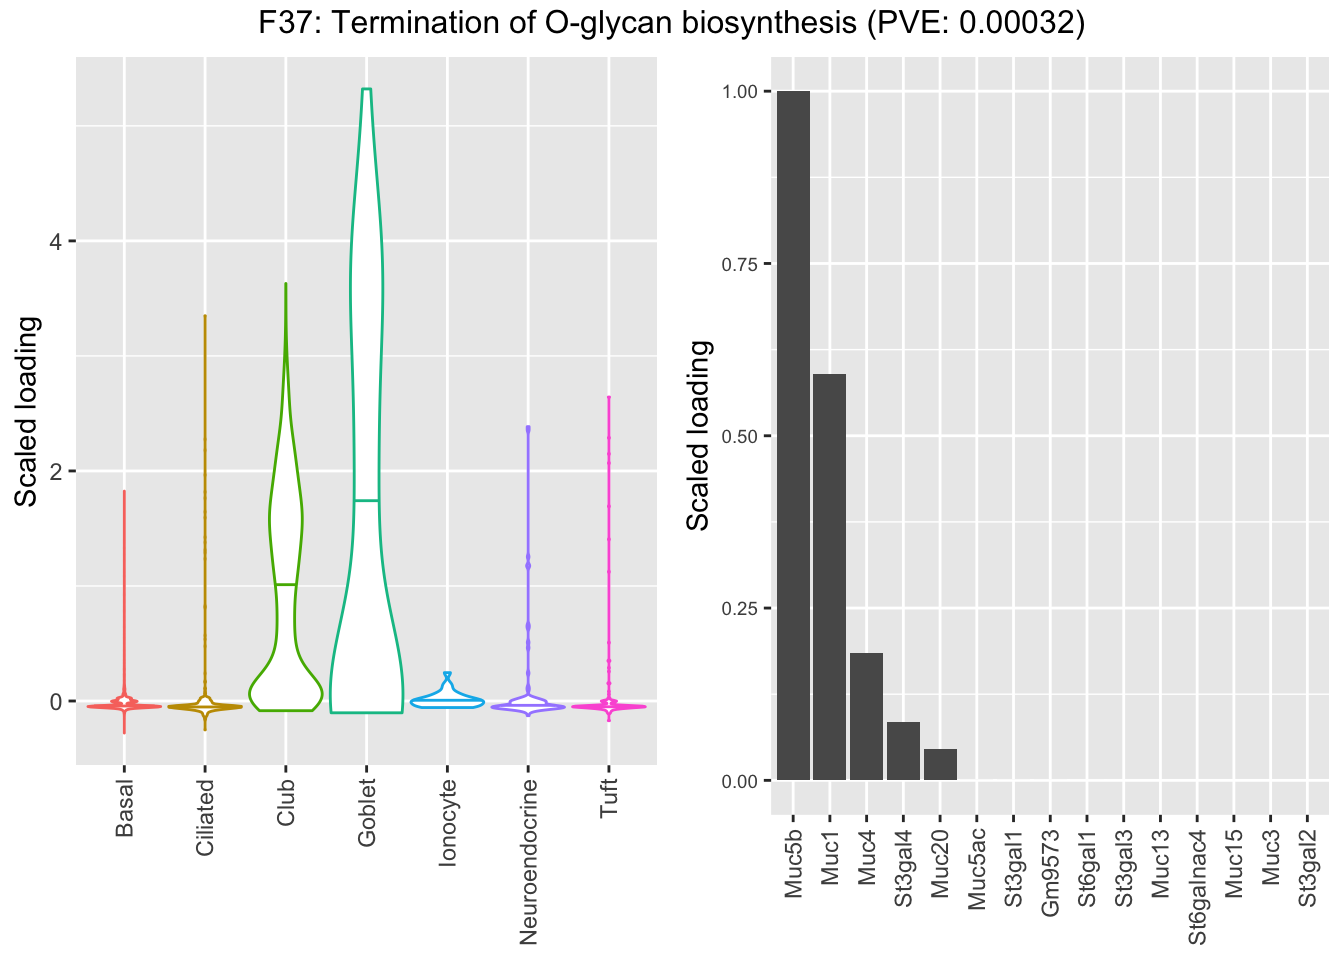 F37: Termination of O-glycan biosynthesis (PVE: 0.00032)
Scaled loading
4
2
0
Basal
Ciliated
Club
Goblet
Ionocyte
Neuroendocrine
Tuft
Scaled loading
1.00
0.75
0.50
0.25
0.00
Muc5b
Muc1
Muc4
St3gal4
Muc20
Muc5ac
St3gal1
Gm9573
St6gal1
St3gal3
Muc13
St6galnac4
Muc15
Muc3
St3gal2